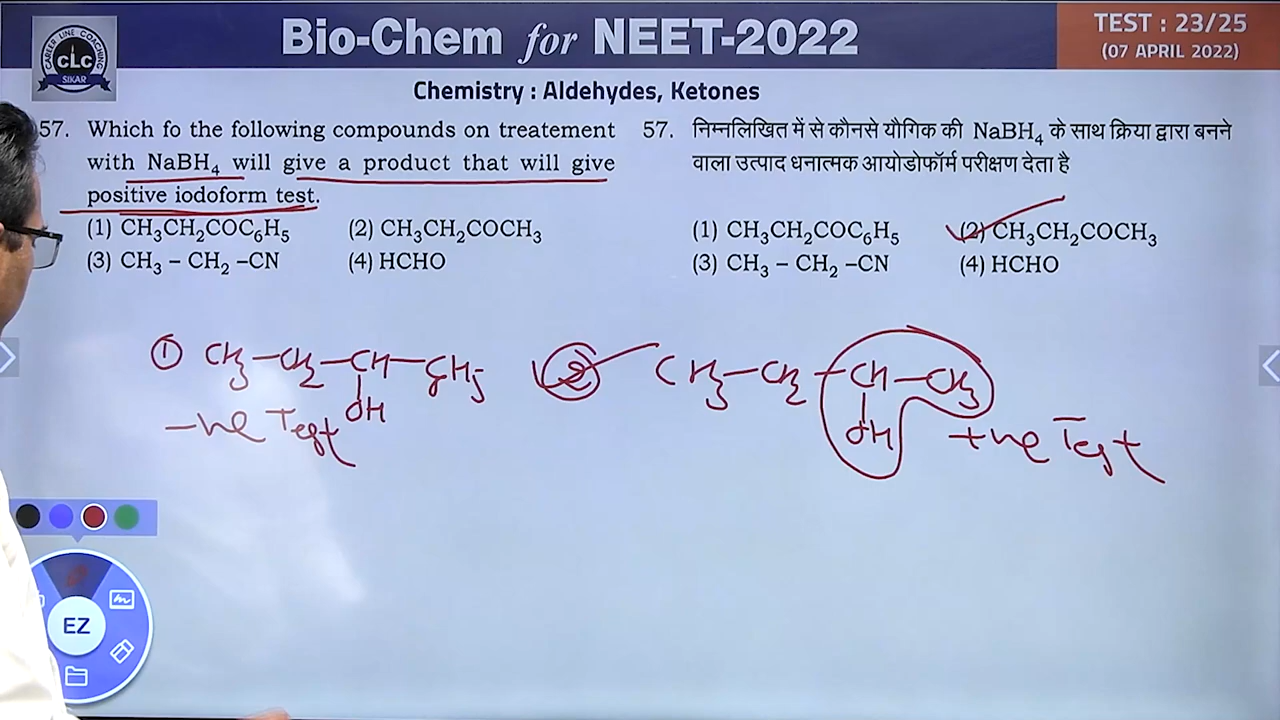 CAREER LINE COACHING
CLC
SIKAR
Bio-Chem for NEET-2022
TEST : 23/25
(07 APRIL 2022)
Chemistry : Aldehydes, Ketones
57. Which fo the following compounds on treatement
with NaBH₄ will give a product that will give
positive iodoform test.
(1) CH₃CH₂COC₆H₅ (2) CH₃CH₂COCH₃
(3) CH₃ – CH₂ –CN (4) HCHO
57. निम्नलिखित में से कौनसे यौगिक की NaBH₄ के साथ क्रिया द्वारा बनने
वाला उत्पाद धनात्मक आयोडोफॉर्म परीक्षण देता है
(1) CH₃CH₂COC₆H₅ (2) CH₃CH₂COCH₃
(3) CH₃ – CH₂ –CN (4) HCHO
① CH₃–CH₂–CH–C₆H₅
OH
–ve Test
② CH₃–CH₂–CH–CH₃
OH
+ve Test
EZ